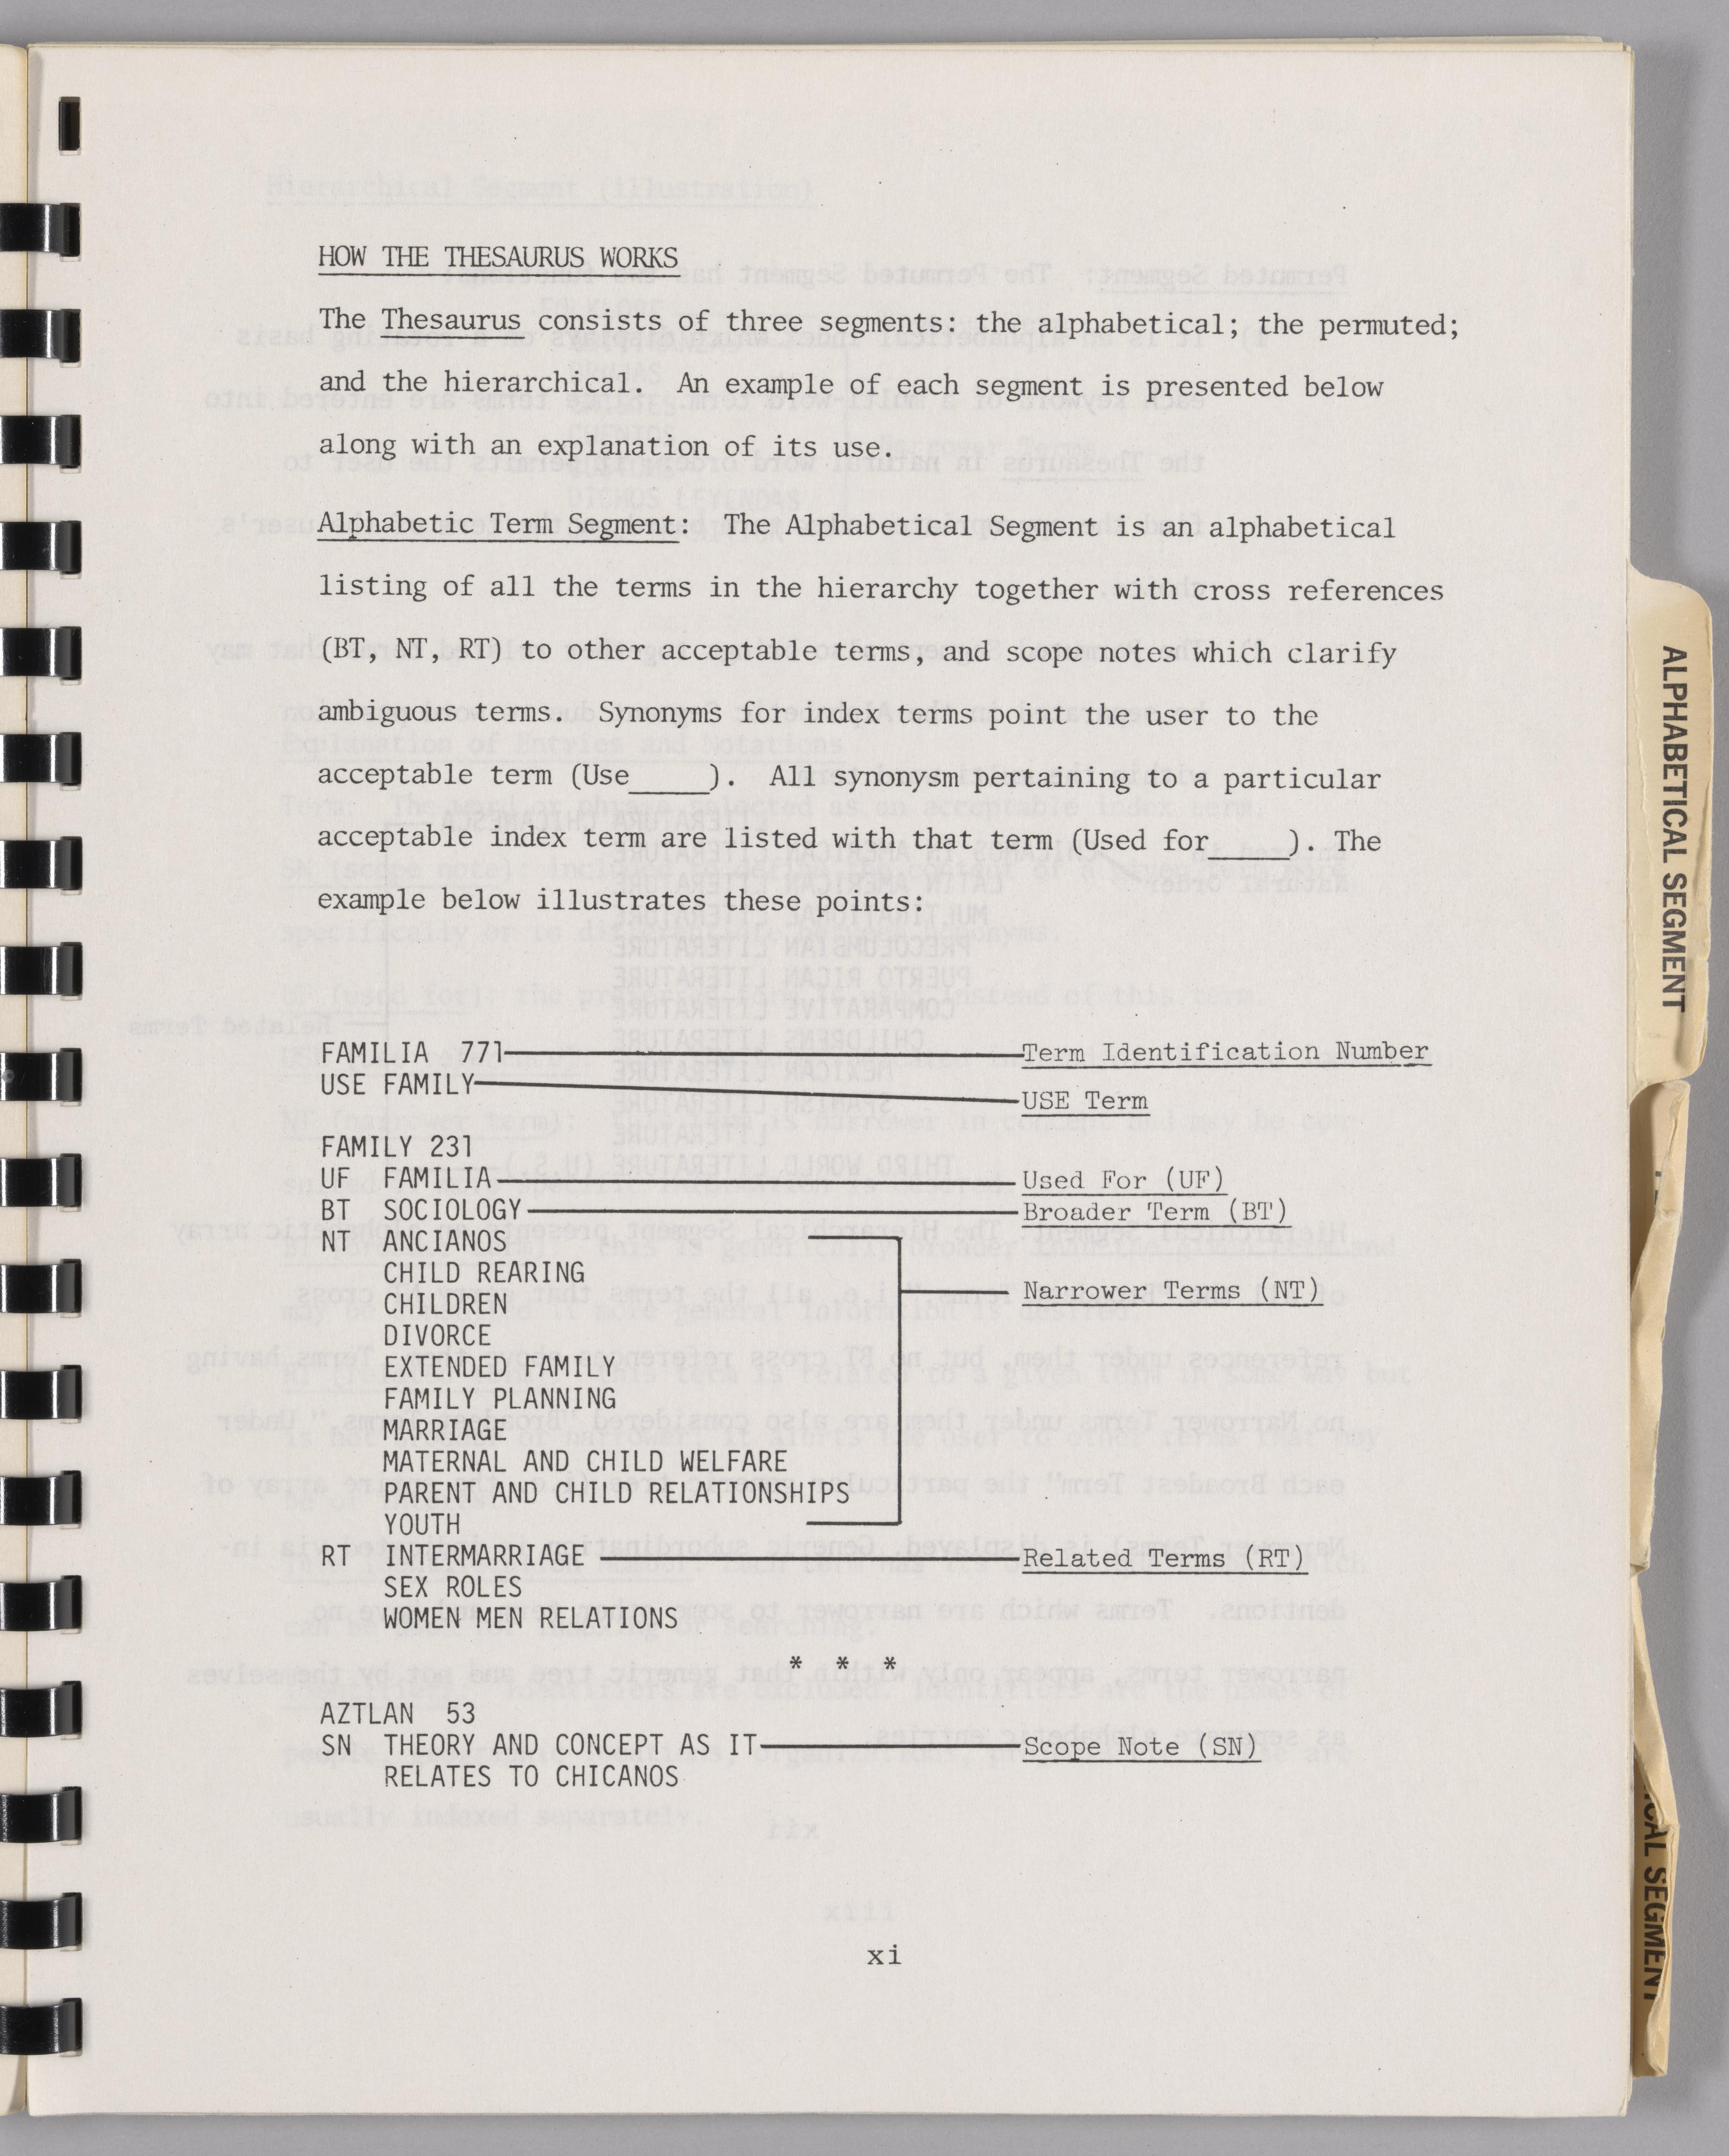 HOW THE THESAURUS WORKS
The Thesaurus consists of three segments: the alphabetical; the permuted;
and the hierarchical. An example of each segment is presented below
along with an explanation of its use.
Alphabetic Term Segment: The Alphabetical Segment is an alphabetical
listing of all the terms in the hierarchy together with cross references
(BT, NT, RT) to other acceptable terms, and scope notes which clarify
ambiguous terms. Synonyms for index terms point the user to the
acceptable term (Use_____). All synonysm pertaining to a particular
acceptable index term are listed with that term (Used for_____). The
example below illustrates these points:
FAMILIA 771 Term Identification Number
USE FAMILY USE Term
FAMILY 231
UF FAMILIA Used For (UF)
BT SOCIOLOGY Broader Term (BT)
NT ANCIANOS
CHILD REARING
Narrower Terms (NT)
CHILDREN
DIVORCE
EXTENDED FAMILY
FAMILY PLANNING
MARRIAGE
MATERNAL AND CHILD WELFARE
PARENT AND CHILD RELATIONSHIPS
YOUTH
RT INTERMARRIAGE Related Terms (RT)
SEX ROLES
WOMEN MEN RELATIONS
* * *
AZTLAN 53
SN THEORY AND CONCEPT AS IT Scope Note (SN)
RELATES TO CHICANOS
xi
ALPHABETICAL SEGMENT
SEGMENT